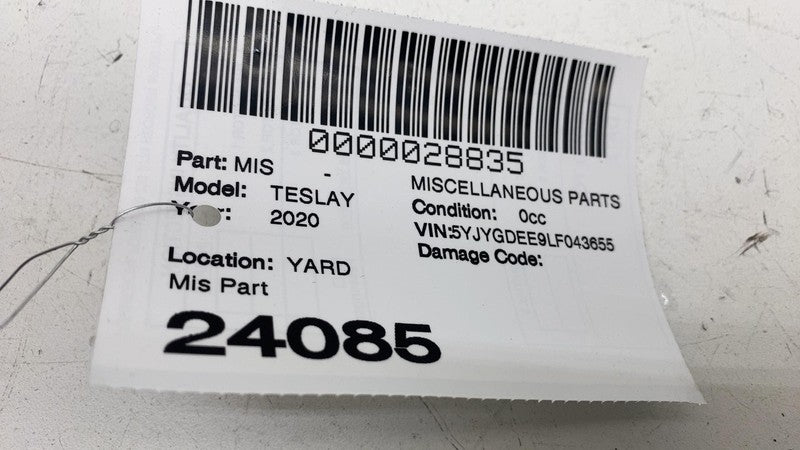 0000028835
Part: MIS - MISCELLANEOUS PARTS
Model: TESLAY Condition: 0cc
2020 VIN:5YJYGDEE9LF043655
Damage Code:
Location: YARD
Mis Part
24085